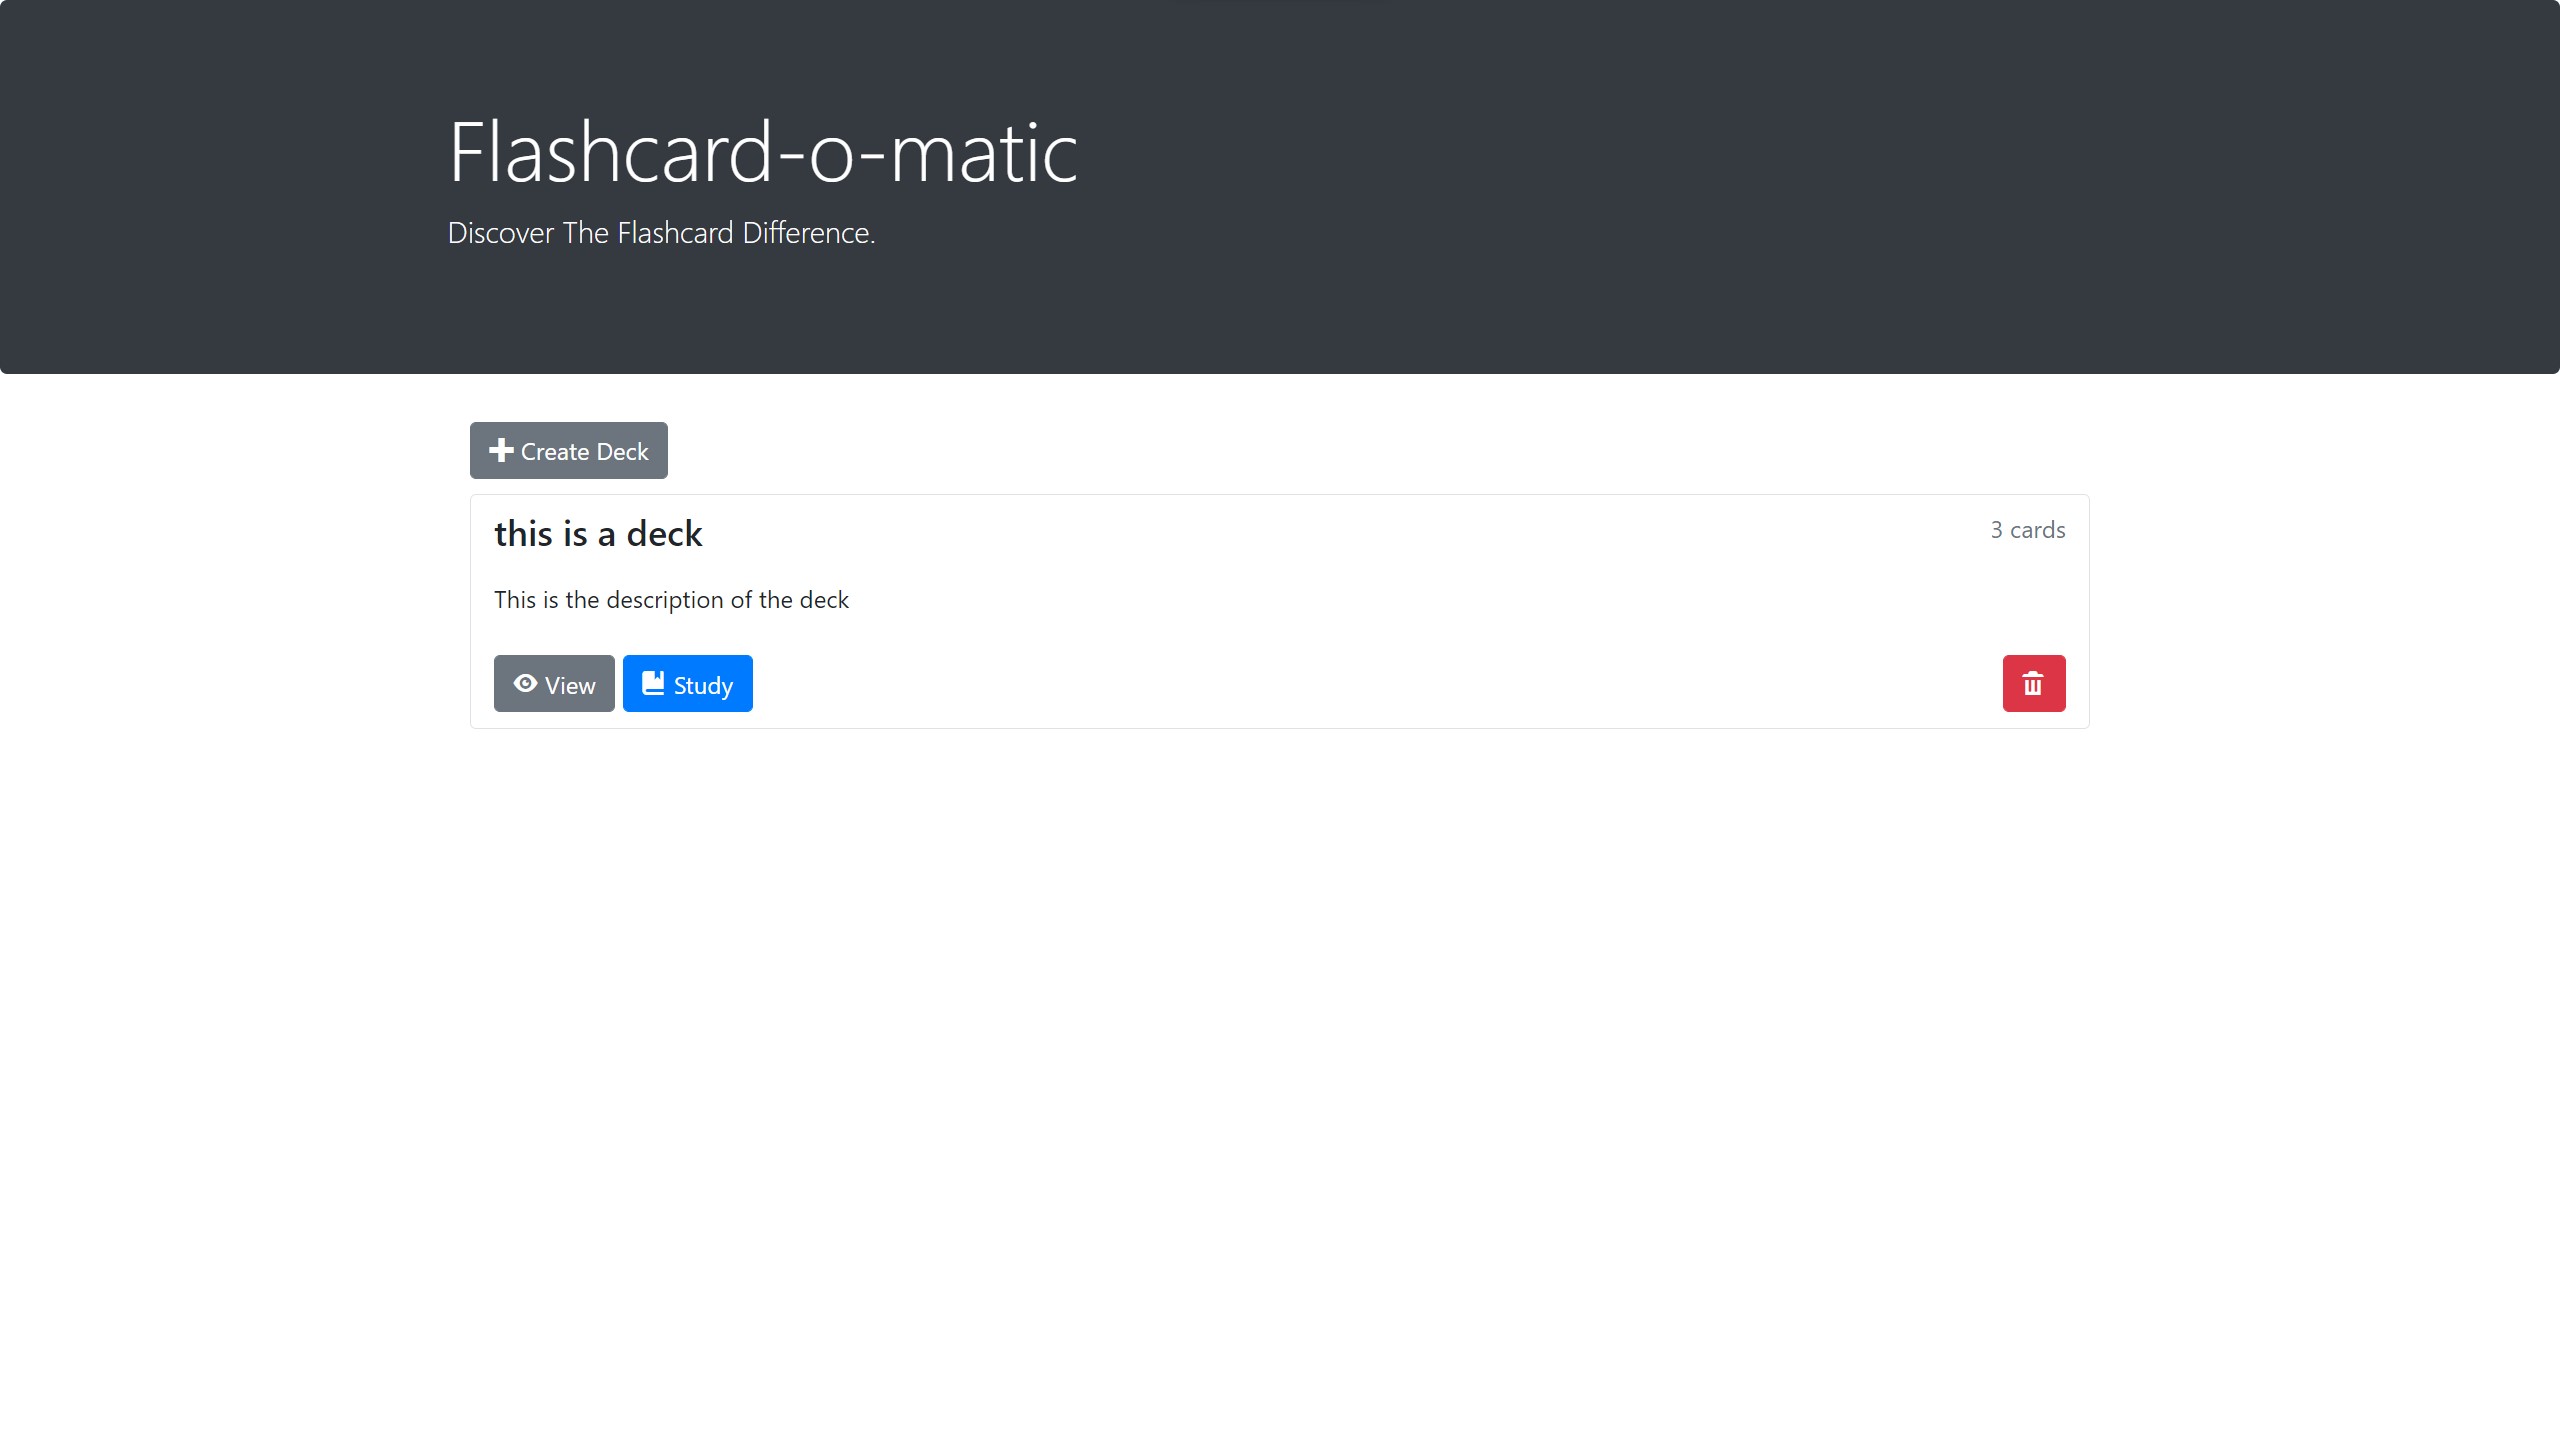 Flashcard-o-matic
Discover The Flashcard Difference.
Create Deck
this is a deck
3 cards
This is the description of the deck
View
Study